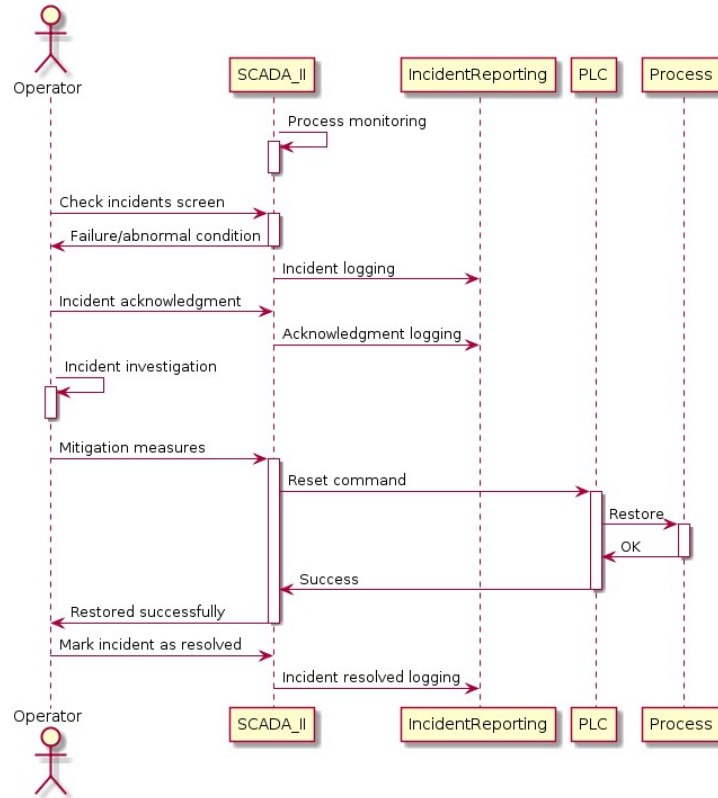 Operator
SCADA_II
IncidentReporting
PLC
Process
Process monitoring
Check incidents screen
Failure/abnormal condition
Incident logging
Incident acknowledgment
Acknowledgment logging
Incident investigation
Mitigation measures
Reset command
Restore
OK
Success
Restored successfully
Mark incident as resolved
Incident resolved logging
Operator
SCADA_II
IncidentReporting
PLC
Process